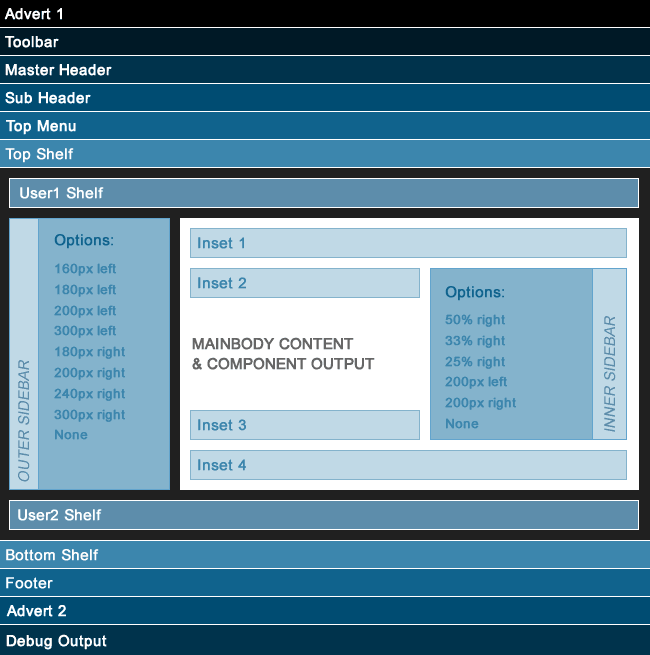 Advert 1
Toolbar
Master Header
Sub Header
Top Menu
Top Shelf
User1 Shelf
OUTER SIDEBAR
Options:
160px left
180px left
200px left
300px left
180px right
200px right
240px right
300px right
None
Inset 1
Inset 2
MAINBODY CONTENT
& COMPONENT OUTPUT
Options:
50% right
33% right
25% right
200px left
200px right
None
INNER SIDEBAR
Inset 3
Inset 4
User2 Shelf
Bottom Shelf
Footer
Advert 2
Debug Output